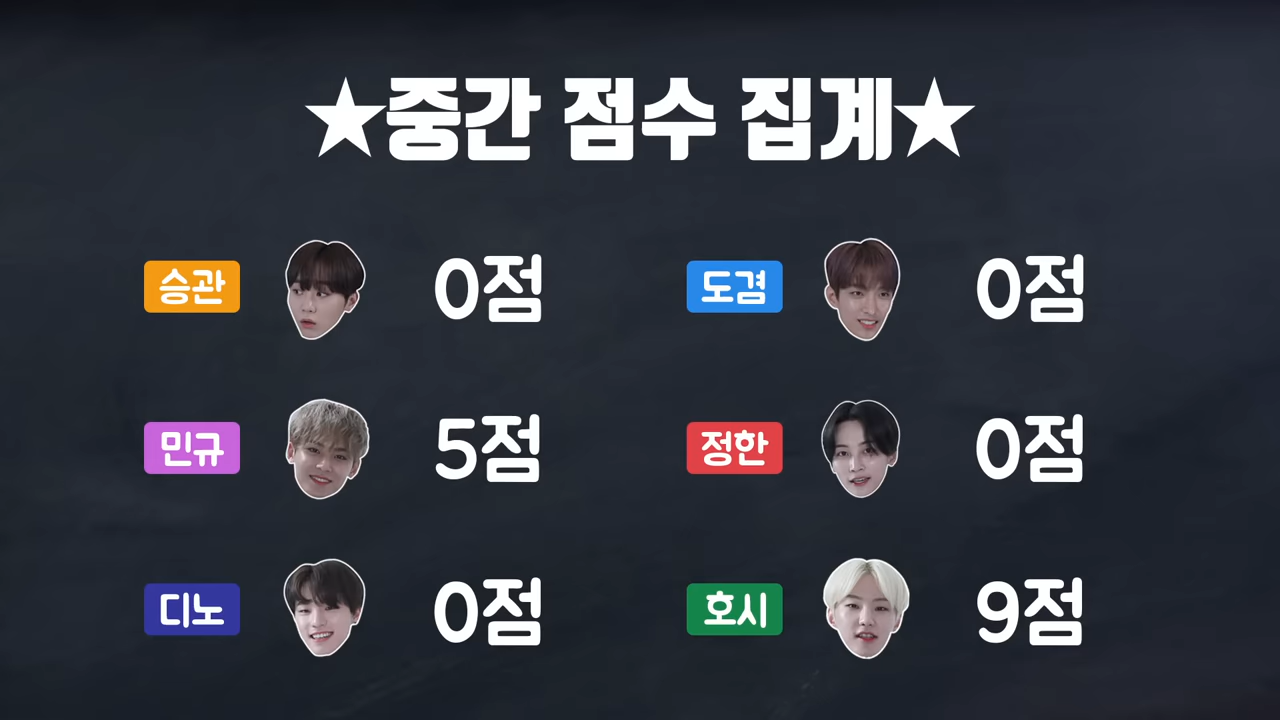 ★중간 점수 집계★
승관 0점 도겸 0점
민규 5점 정한 0점
디노 0점 호시 9점